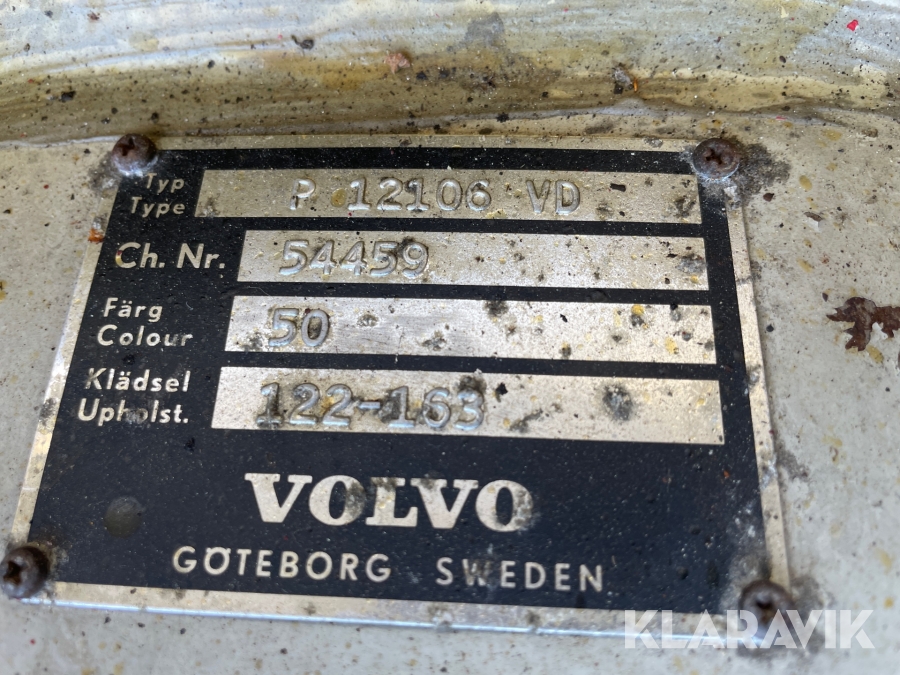 Typ
Type P 12106 VD
Ch. Nr. 54459
Färg
Colour 50
Klädsel
Upholst. 122-163
VOLVO
GÖTEBORG SWEDEN
KLARAVIK